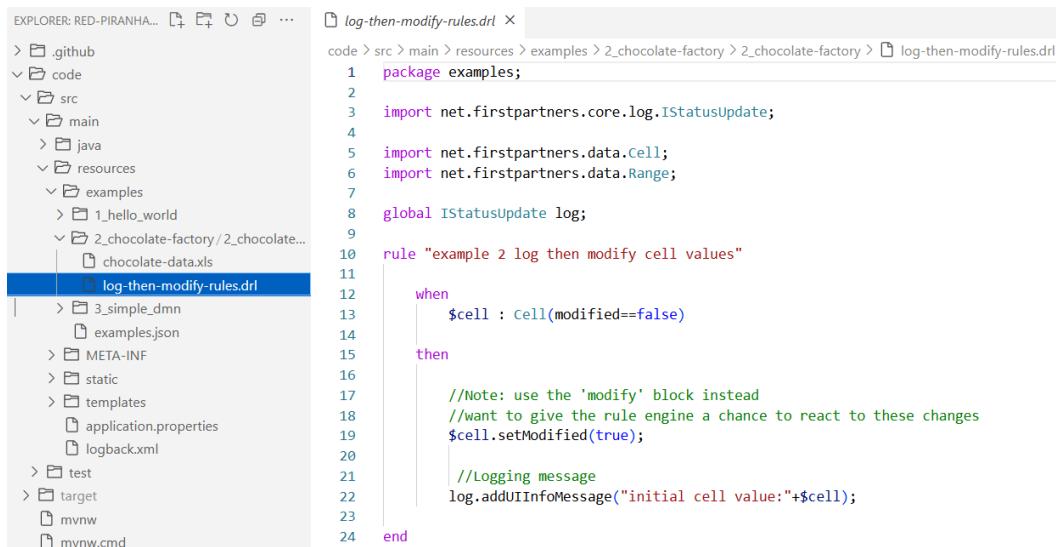 EXPLORER: RED-PIRANHA...
.github
code
src
main
java
resources
examples
1_hello_world
2_chocolate-factory / 2_chocolate...
chocolate-data.xls
log-then-modify-rules.drl
3_simple_dmn
examples.json
META-INF
static
templates
application.properties
logback.xml
test
target
mvnw
mvnw.cmd
log-then-modify-rules.drl
code > src > main > resources > examples > 2_chocolate-factory > 2_chocolate-factory > log-then-modify-rules.drl
1 package examples;
2
3 import net.firstpartners.core.log.IStatusUpdate;
4
5 import net.firstpartners.data.Cell;
6 import net.firstpartners.data.Range;
7
8 global IStatusUpdate log;
9
10 rule "example 2 log then modify cell values"
11
12 when
13 $cell : Cell(modified==false)
14
15 then
16
17 //Note: use the 'modify' block instead
18 //want to give the rule engine a chance to react to these changes
19 $cell.setModified(true);
20
21 //Logging message
22 log.addUIInfoMessage("initial cell value:"+$cell);
23
24 end